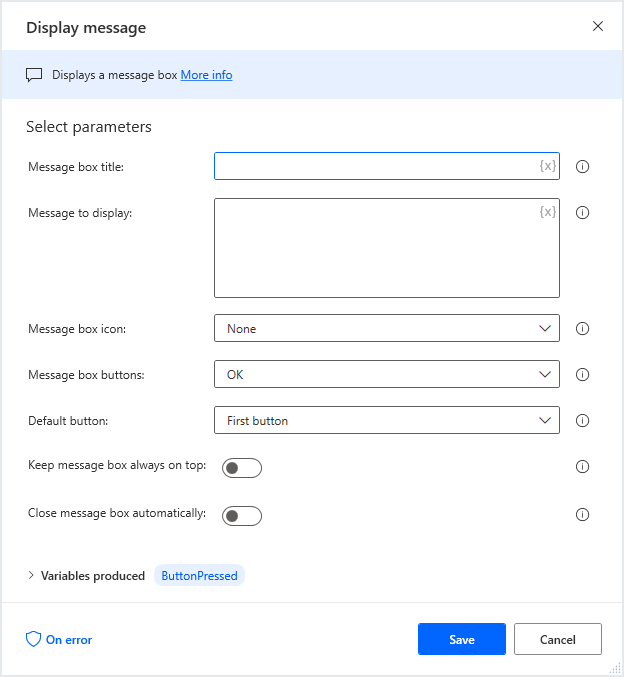 Display message
Displays a message box More info
Select parameters
Message box title:
{x}
Message to display:
{x}
Message box icon:
None
Message box buttons:
OK
Default button:
First button
Keep message box always on top:
Close message box automatically:
Variables produced ButtonPressed
On error
Save
Cancel